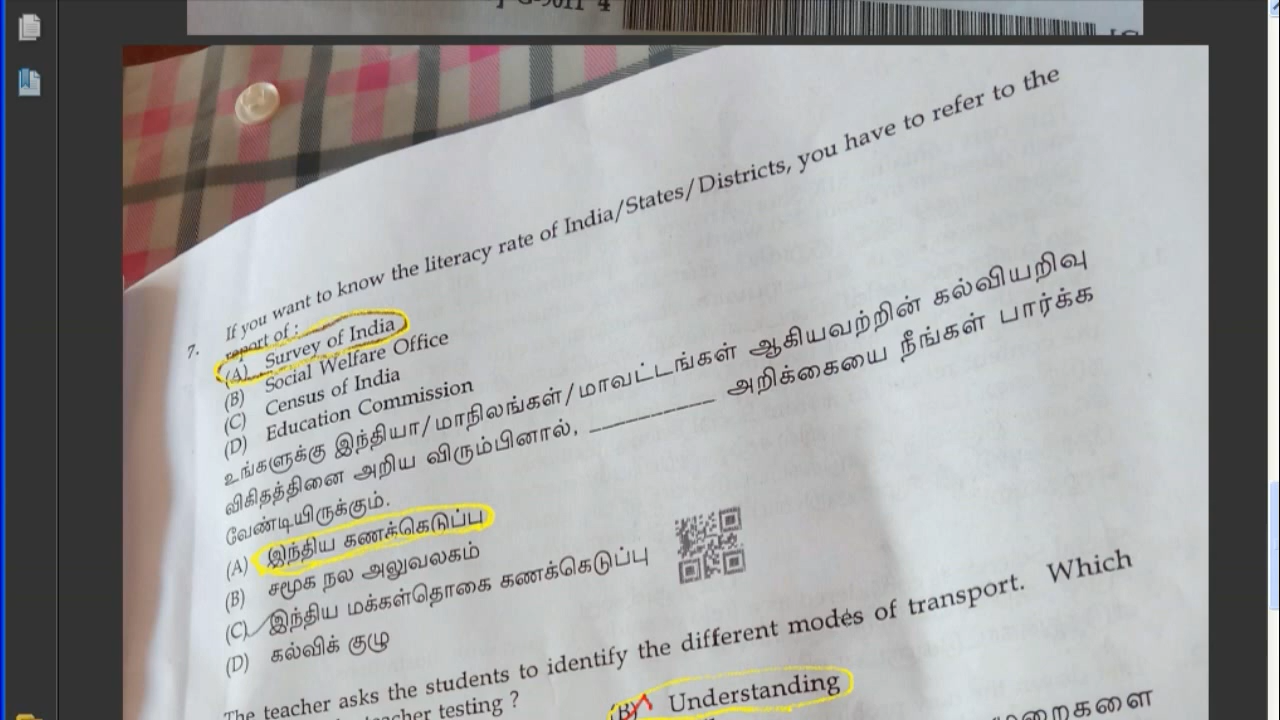 7. If you want to know the literacy rate of India/States/Districts, you have to refer to the
report of :
(A) Survey of India
(B) Social Welfare Office
(C) Census of India
(D) Education Commission
உங்களுக்கு இந்தியா/மாநிலங்கள்/மாவட்டங்கள் ஆகியவற்றின் கல்வியறிவு
விகிதத்தினை அறிய விரும்பினால், ________ அறிக்கையை நீங்கள் பார்க்க
வேண்டியிருக்கும்.
(A) இந்திய கணக்கெடுப்பு
(B) சமூக நல அலுவலகம்
(C) இந்திய மக்கள்தொகை கணக்கெடுப்பு
(D) கல்விக் குழு
The teacher asks the students to identify the different modes of transport. Which
teacher testing ?
(B) Understanding